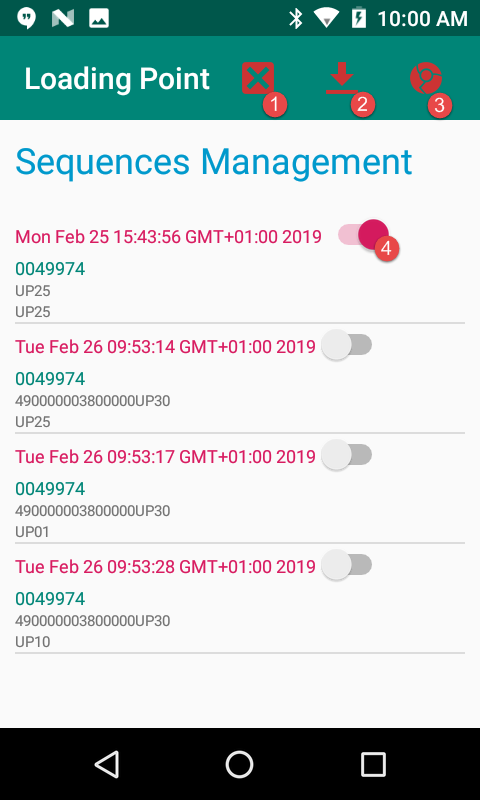 10:00 AM
Loading Point
1 2 3
Sequences Management
Mon Feb 25 15:43:56 GMT+01:00 2019
4
0049974
UP25
UP25
Tue Feb 26 09:53:14 GMT+01:00 2019
0049974
490000003800000UP30
UP25
Tue Feb 26 09:53:17 GMT+01:00 2019
0049974
490000003800000UP30
UP01
Tue Feb 26 09:53:28 GMT+01:00 2019
0049974
490000003800000UP30
UP10